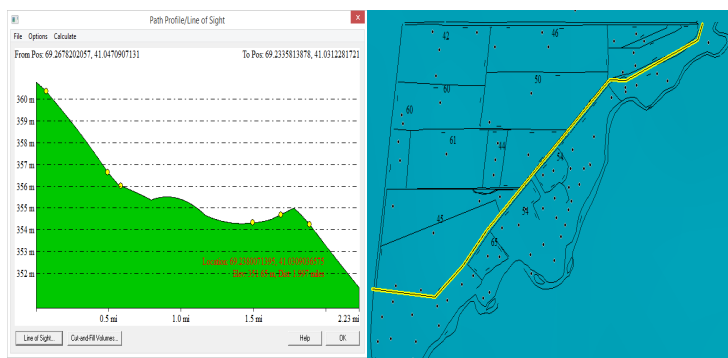 Path Profile/Line of Sight
x
File Options Calculate
From Pos: 69.2678202057, 41.0470907131
To Pos: 69.2335813878, 41.0312281721
360 m
359 m
358 m
357 m
356 m
355 m
354 m
353 m
352 m
0.5 mi
1.0 mi
1.5 mi
2.23 mi
Line of Sight...
Cut-and-Fill Volumes...
Help
OK
42
46
50
60
60
61
44
54
54
45
65